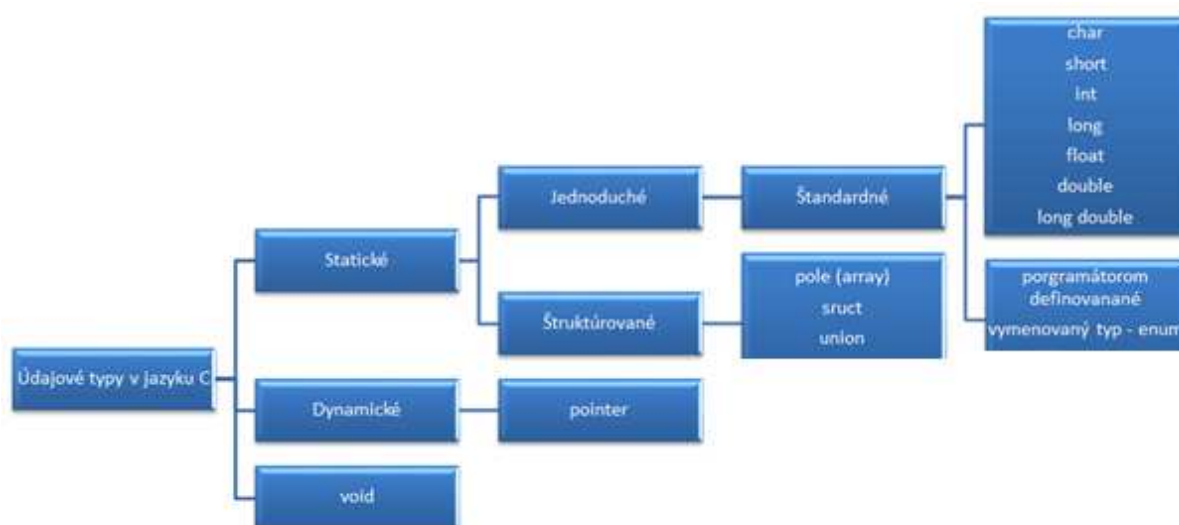 Údajové typy v jazyku C
Statické
Jednoduché
Štandardné
char
short
int
long
float
double
long double
porgramátorom
definovanané
vymenovaný typ - enum
Štruktúrované
pole (array)
sruct
union
Dynamické
pointer
void